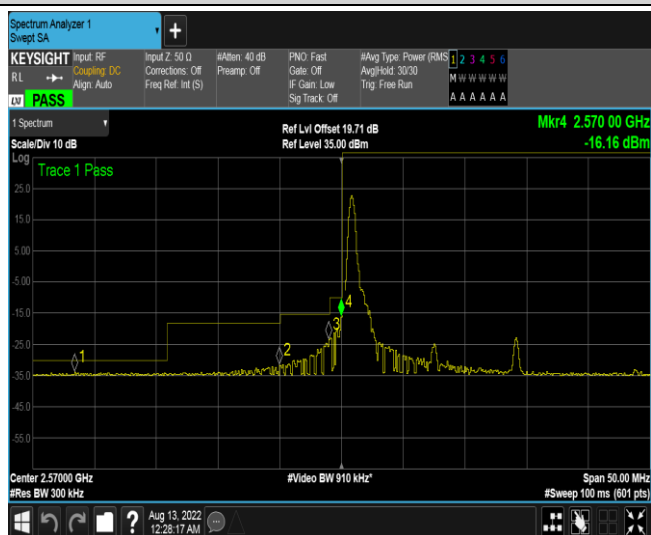 Spectrum Analyzer 1
Swept SA
+
KEYSIGHT Input: RF Input Z: 50 Ω #Atten: 40 dB PNO: Fast #Avg Type: Power (RMS 1 2 3 4 5 6
RL Coupling: DC Corrections: Off Preamp: Off Gate: Off Avg|Hold: 30/30 M W W W W W
Align: Auto Freq Ref: Int (S) IF Gain: Low Trig: Free Run
LXI PASS Sig Track: Off A A A A A A
1 Spectrum Ref Lvl Offset 19.71 dB Mkr4 2.570 00 GHz
Scale/Div 10 dB Ref Level 35.00 dBm -16.16 dBm
Log
Trace 1 Pass
25.0
15.0
5.00
-5.00
4
-15.0
3
-25.0
1 2
-35.0
-45.0
-55.0
Center 2.57000 GHz #Video BW 910 kHz* Span 50.00 MHz
#Res BW 300 kHz #Sweep 100 ms (601 pts)
? Aug 13, 2022
12:28:17 AM